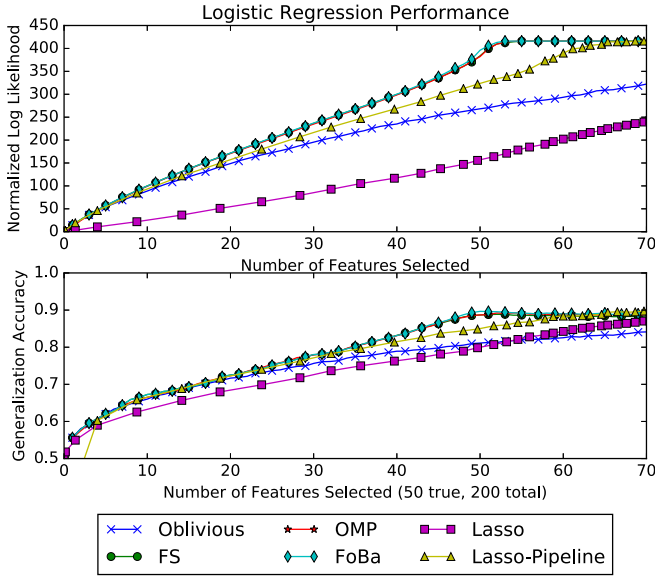 Logistic Regression Performance
Normalized Log Likelihood
450
400
350
300
250
200
150
100
50
0
0 10 20 30 40 50 60 70
Number of Features Selected
Generalization Accuracy
1.0
0.9
0.8
0.7
0.6
0.5
0 10 20 30 40 50 60 70
Number of Features Selected (50 true, 200 total)
Oblivious OMP Lasso
FS FoBa Lasso-Pipeline